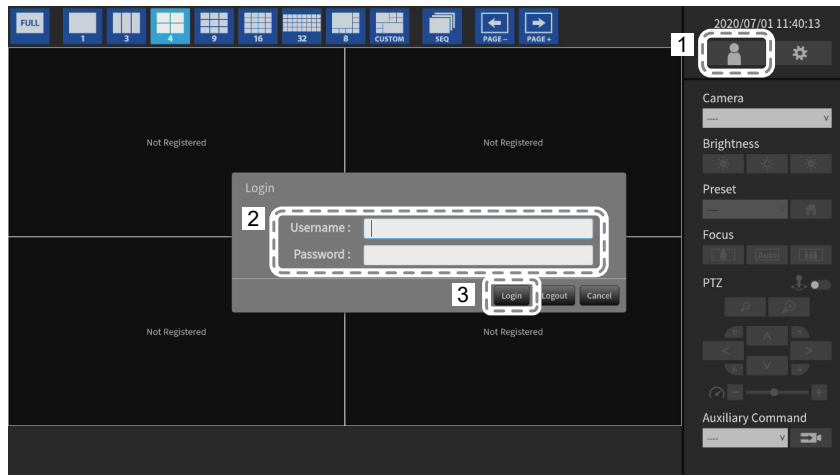 FULL
1
3
4
9
16
32
8
CUSTOM
SEQ
PAGE−
PAGE+
2020/07/01 11:40:13
1
Camera
----
Not Registered
Not Registered
Brightness
Login
Preset
----
2
Username :
Password :
Focus
Auto
PTZ
3
Login
Logout
Cancel
Not Registered
Not Registered
Auxiliary Command
----